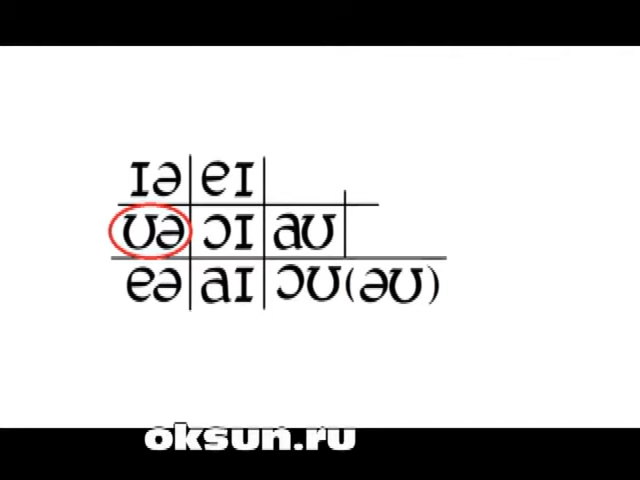 ɪə eɪ
ʊə ɔɪ aʊ
eə aɪ ɔʊ(əʊ)
oksun.ru